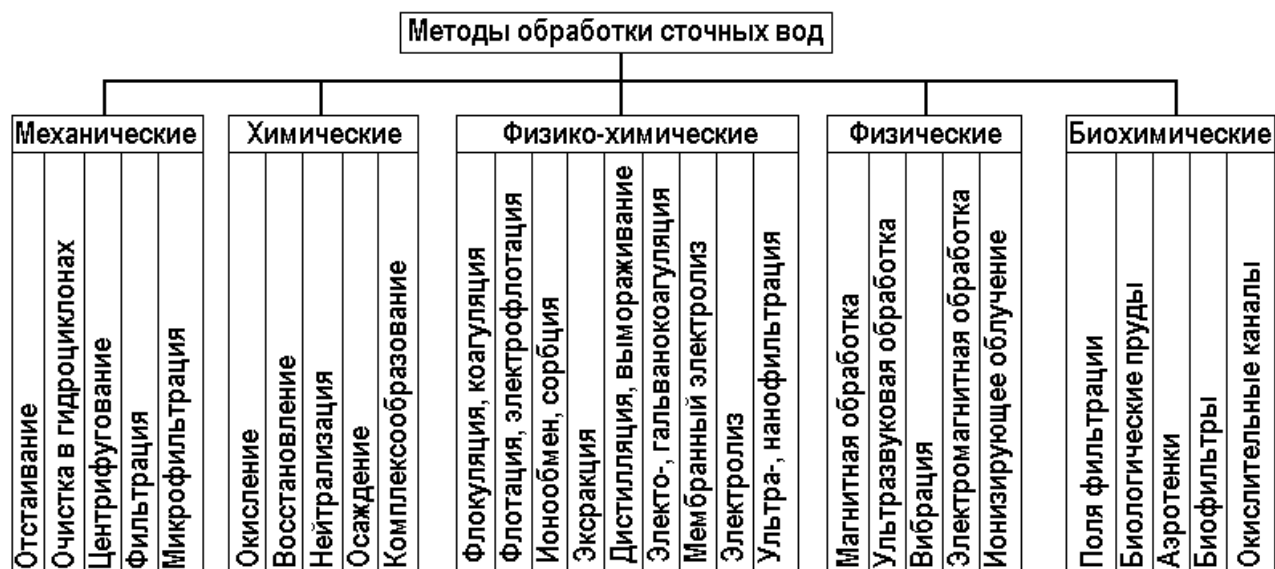 Методы обработки сточных вод
Механические
Отстаивание
Очистка в гидроциклонах
Центрифугование
Фильтрация
Микрофильтрация
Химические
Окисление
Восстановление
Нейтрализация
Осаждение
Комплексообразование
Физико-химические
Флокуляция, коагуляция
Флотация, электрофлотация
Ионообмен, сорбция
Эксракция
Дистилляция, вымораживание
Электо-, гальванокоагуляция
Мембранный электролиз
Электролиз
Ультра-, нанофильтрация
Физические
Магнитная обработка
Ультразвуковая обработка
Вибрация
Электромагнитная обработка
Ионизирующее облучение
Биохимические
Поля фильтрации
Биологические пруды
Аэротенки
Биофильтры
Окислительные каналы